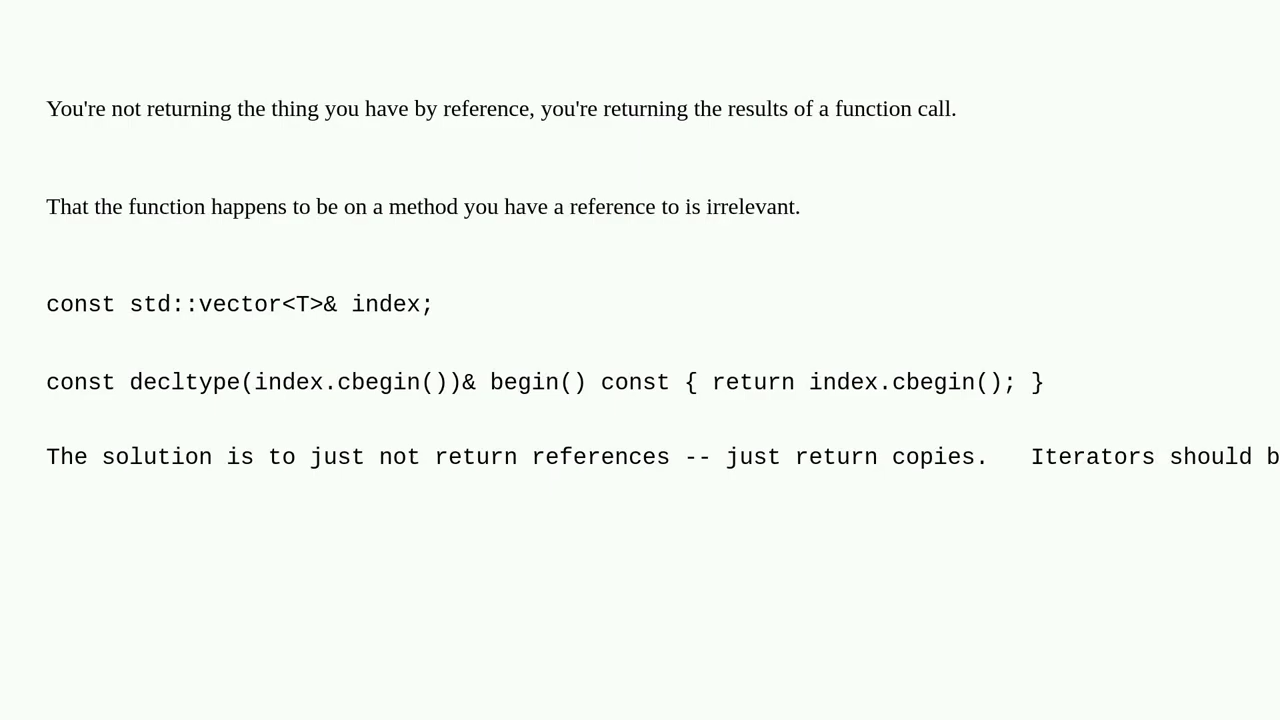 You're not returning the thing you have by reference, you're returning the results of a function call.
That the function happens to be on a method you have a reference to is irrelevant.
const std::vector<T>& index;
const decltype(index.cbegin())& begin() const { return index.cbegin(); }
The solution is to just not return references -- just return copies.   Iterators should